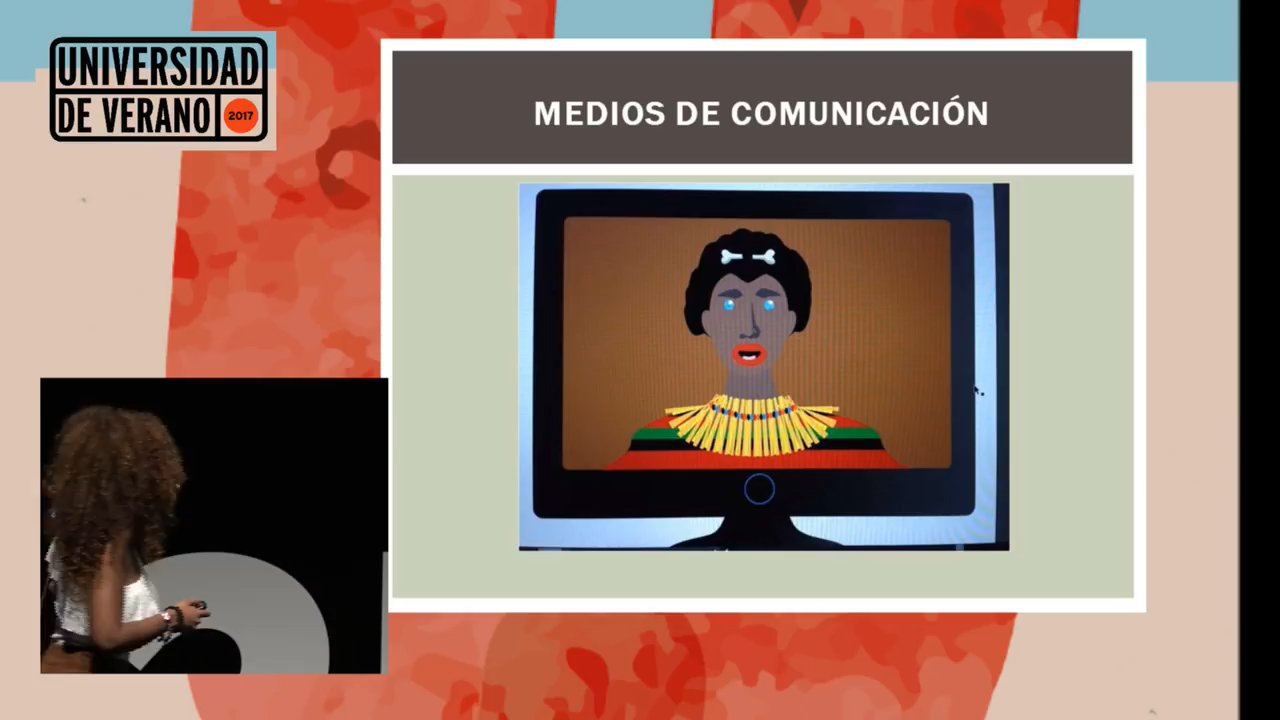 UNIVERSIDAD
DE VERANO
2017
MEDIOS DE COMUNICACIÓN